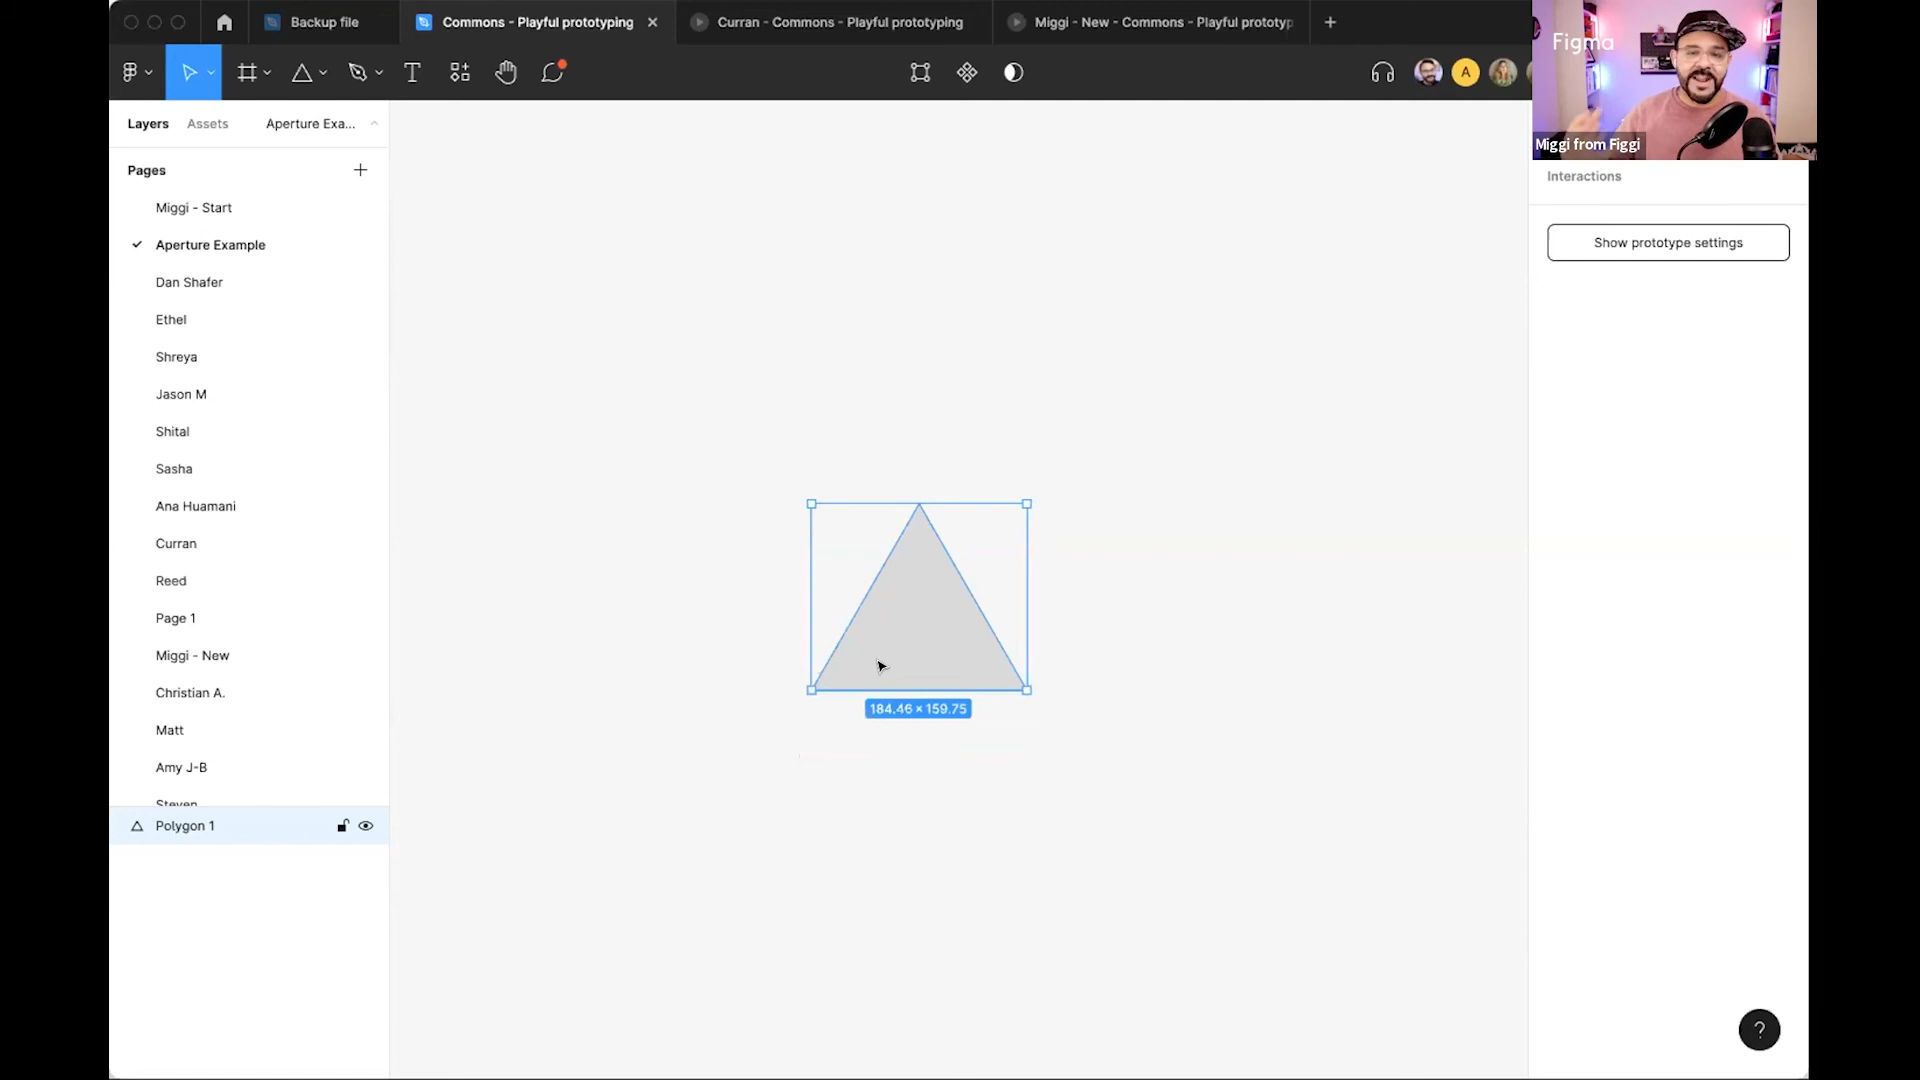 Backup file
Commons - Playful prototyping
Curran - Commons - Playful prototyping
Miggi - New - Commons - Playful prototyp
Figma
A
Miggi from Figgi
Layers
Assets
Aperture Exa...
Pages
Miggi - Start
Aperture Example
Dan Shafer
Ethel
Shreya
Jason M
Shital
Sasha
Ana Huamani
Curran
Reed
Page 1
Miggi - New
Christian A.
Matt
Amy J-B
Steven
Polygon 1
184.46 × 159.75
Interactions
Show prototype settings
?